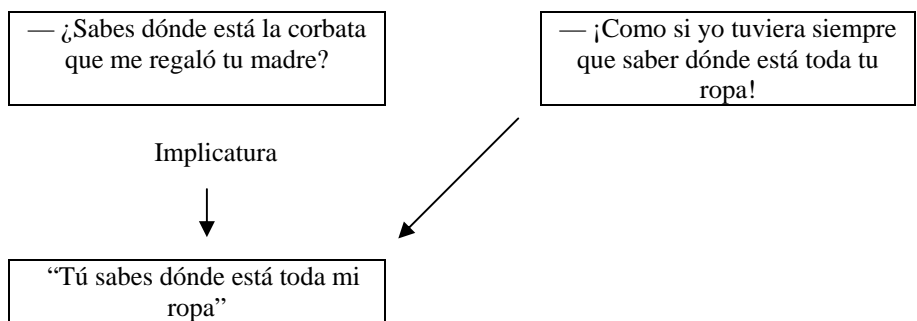 — ¿Sabes dónde está la corbata
que me regaló tu madre?
— ¡Como si yo tuviera siempre
que saber dónde está toda tu
ropa!
Implicatura
“Tú sabes dónde está toda mi
ropa”